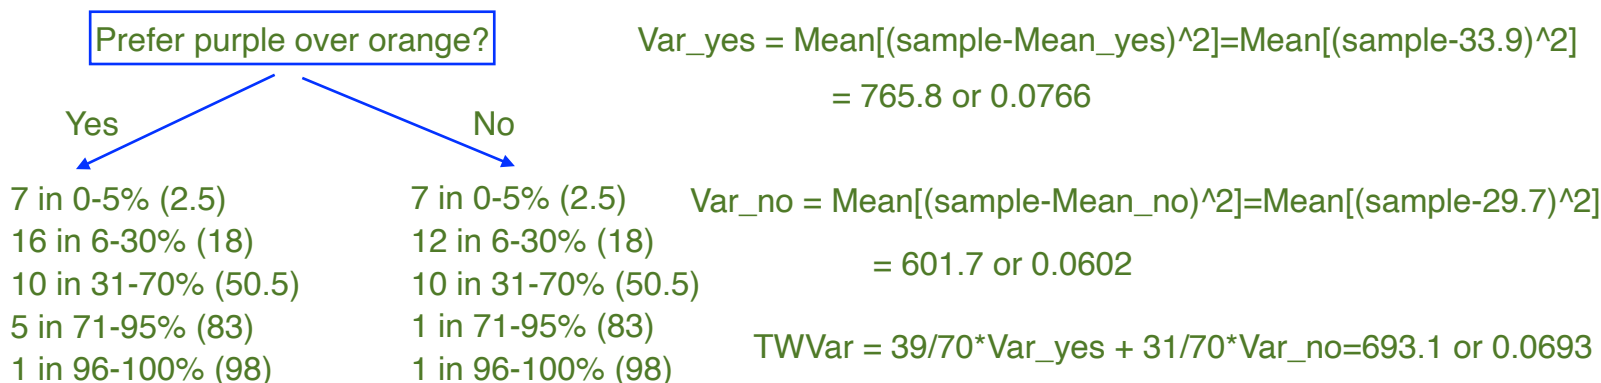 Prefer purple over orange?
Yes
No
7 in 0-5% (2.5)
16 in 6-30% (18)
10 in 31-70% (50.5)
5 in 71-95% (83)
1 in 96-100% (98)
7 in 0-5% (2.5)
12 in 6-30% (18)
10 in 31-70% (50.5)
1 in 71-95% (83)
1 in 96-100% (98)
Var_yes = Mean[(sample-Mean_yes)^2]=Mean[(sample-33.9)^2]
= 765.8 or 0.0766
Var_no = Mean[(sample-Mean_no)^2]=Mean[(sample-29.7)^2]
= 601.7 or 0.0602
TWVar = 39/70*Var_yes + 31/70*Var_no=693.1 or 0.0693